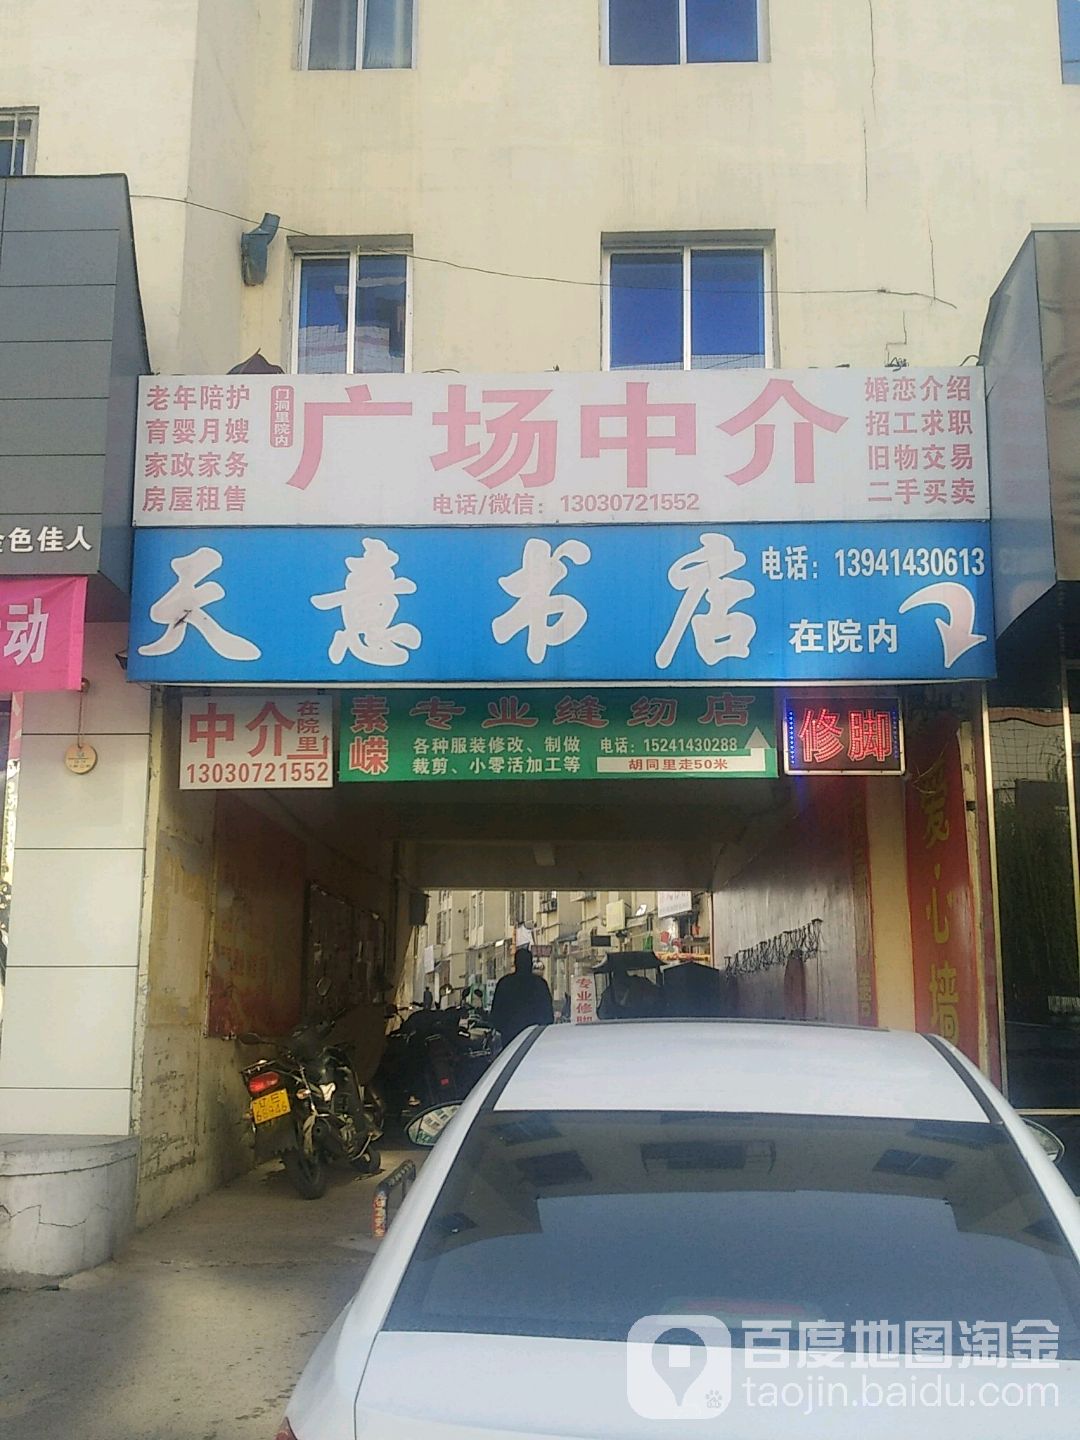 老年陪护
育婴月嫂
家政家务
房屋租售
门洞里院内
广场中介
电话/微信：13030721552
婚恋介绍
招工求职
旧物交易
二手买卖
天意书店
电话：13941430613
在院内
金色佳人
动
中介
在院里
13030721552
素嵘
专业缝纫店
各种服装修改、制做
裁剪、小零活加工等
电话：15241430288
胡同里走50米
修脚
爱心墙
专业修脚
百度地图淘金
taojin.baidu.com